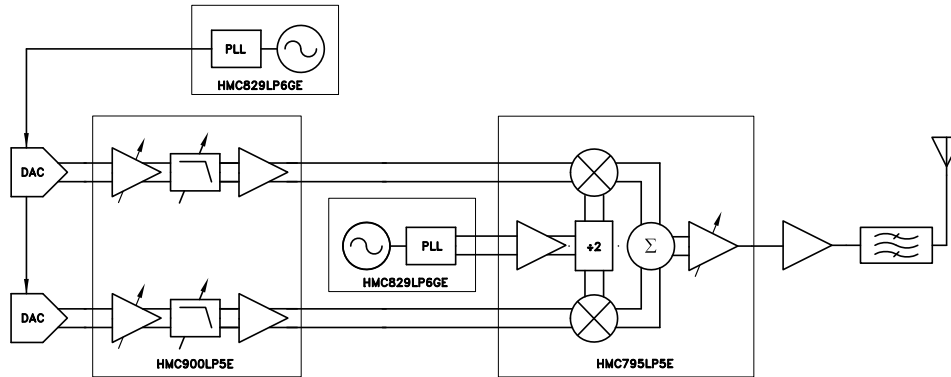 PLL
HMC829LP6GE
DAC
÷2
Σ
PLL
HMC829LP6GE
DAC
HMC900LP5E
HMC795LP5E